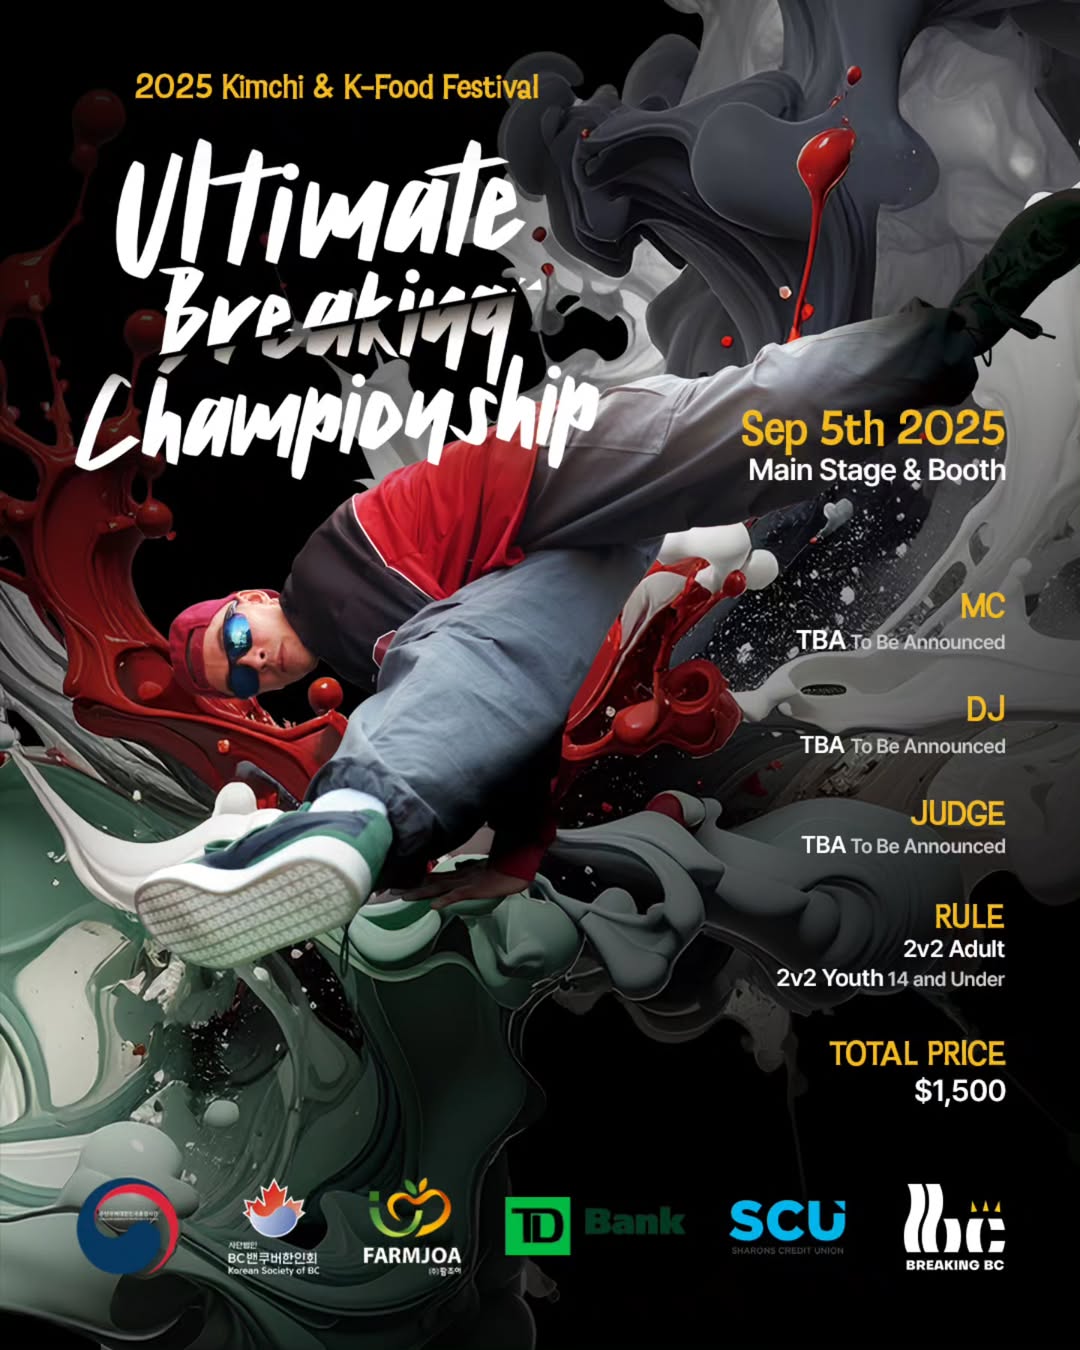 2025 Kimchi & K-Food Festival
Ultimate
Breaking
Championship
Sep 5th 2025
Main Stage & Booth
MC
TBA To Be Announced
DJ
TBA To Be Announced
JUDGE
TBA To Be Announced
RULE
2v2 Adult
2v2 Youth 14 and Under
TOTAL PRICE
$1,500
사단법인
BC밴쿠버한인회
Korean Society of BC
FARMJOA
(주)팜조아
TD Bank
SCU
SHARONS CREDIT UNION
bc
BREAKING BC